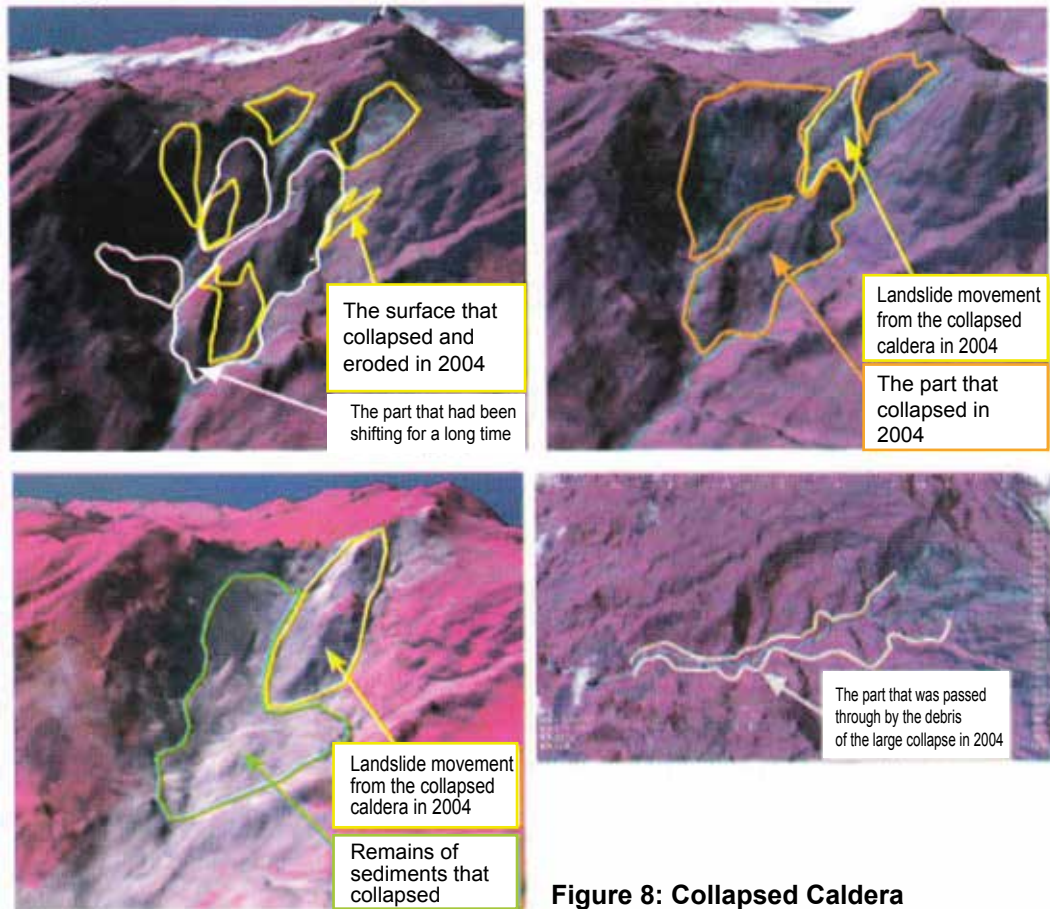 The surface that
collapsed and
eroded in 2004
The part that had been
shifting for a long time
Landslide movement
from the collapsed
caldera in 2004
The part that
collapsed in
2004
Landslide movement
from the collapsed
caldera in 2004
Remains of
sediments that
collapsed
The part that was passed
through by the debris
of the large collapse in 2004
Figure 8: Collapsed Caldera